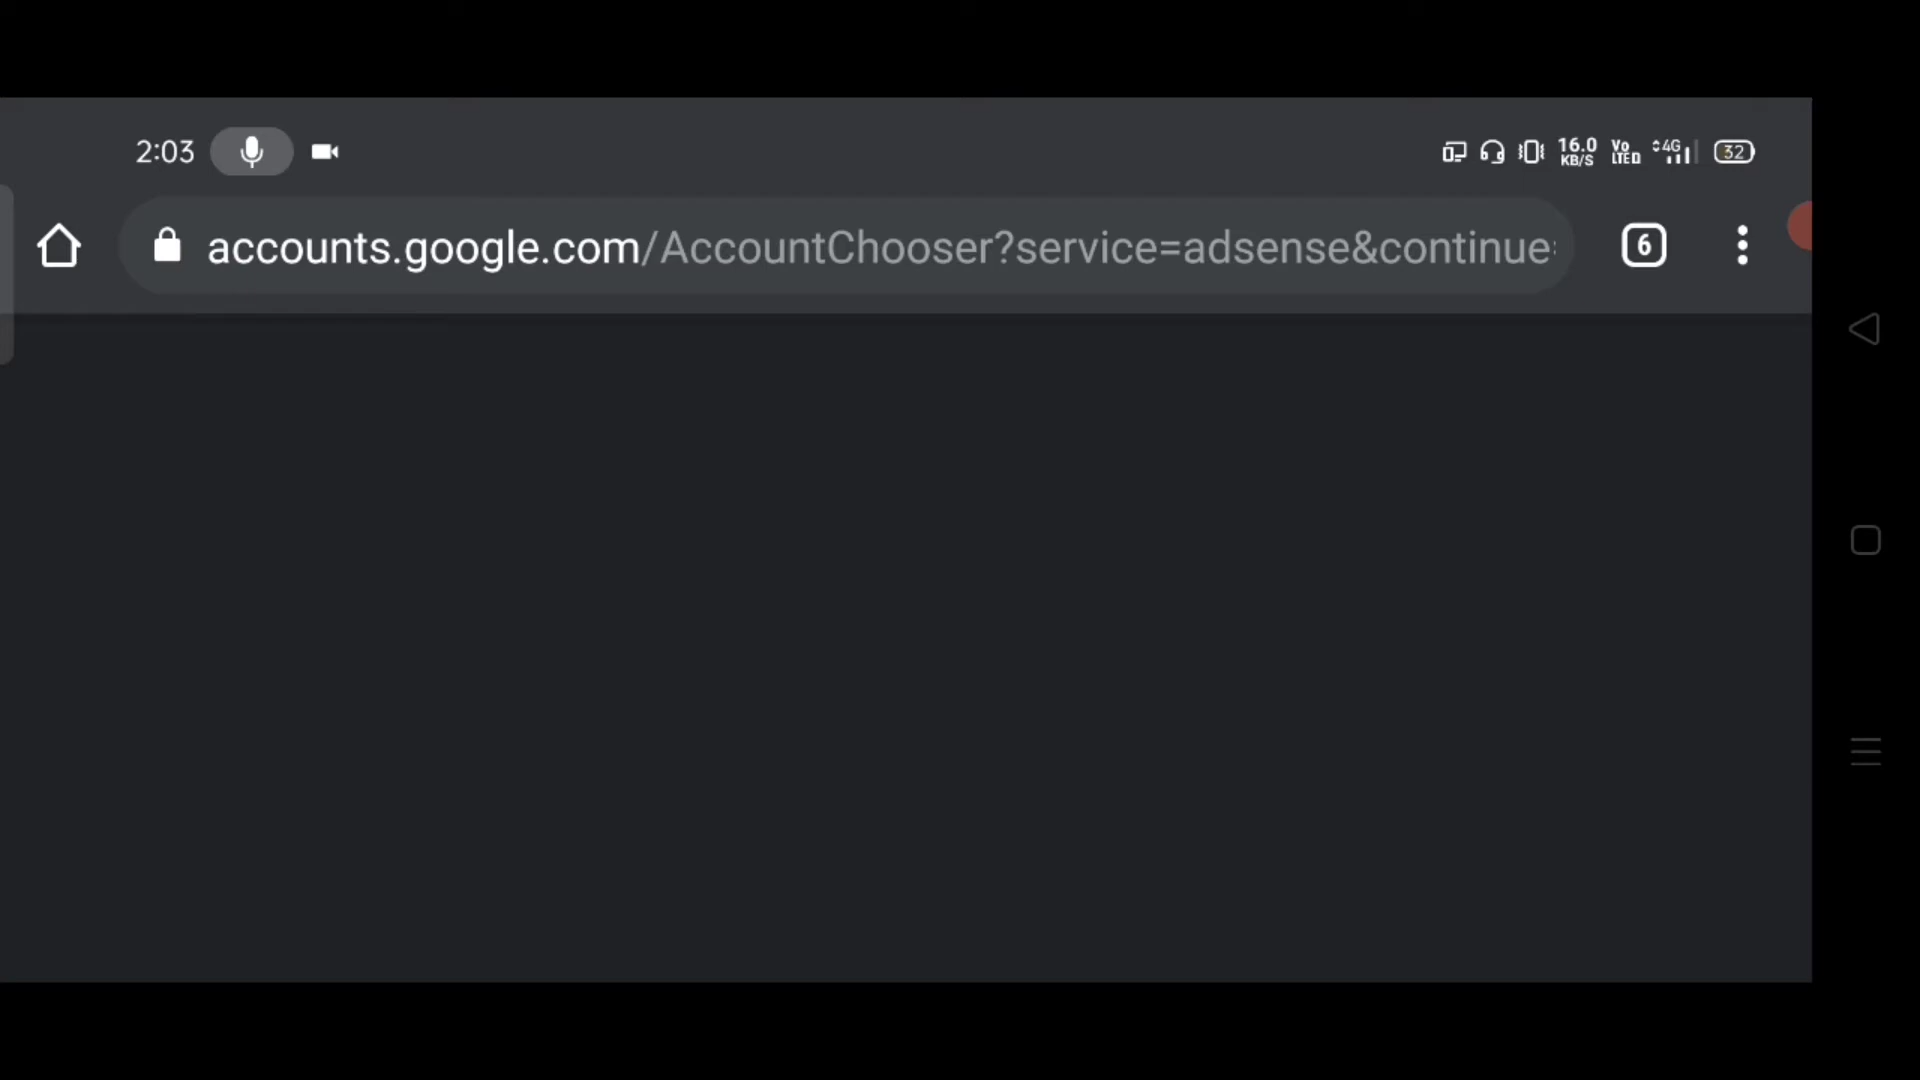 2:03
16.0
KB/S
Vo
LTE
4G
32
accounts.google.com/AccountChooser?service=adsense&continue
6